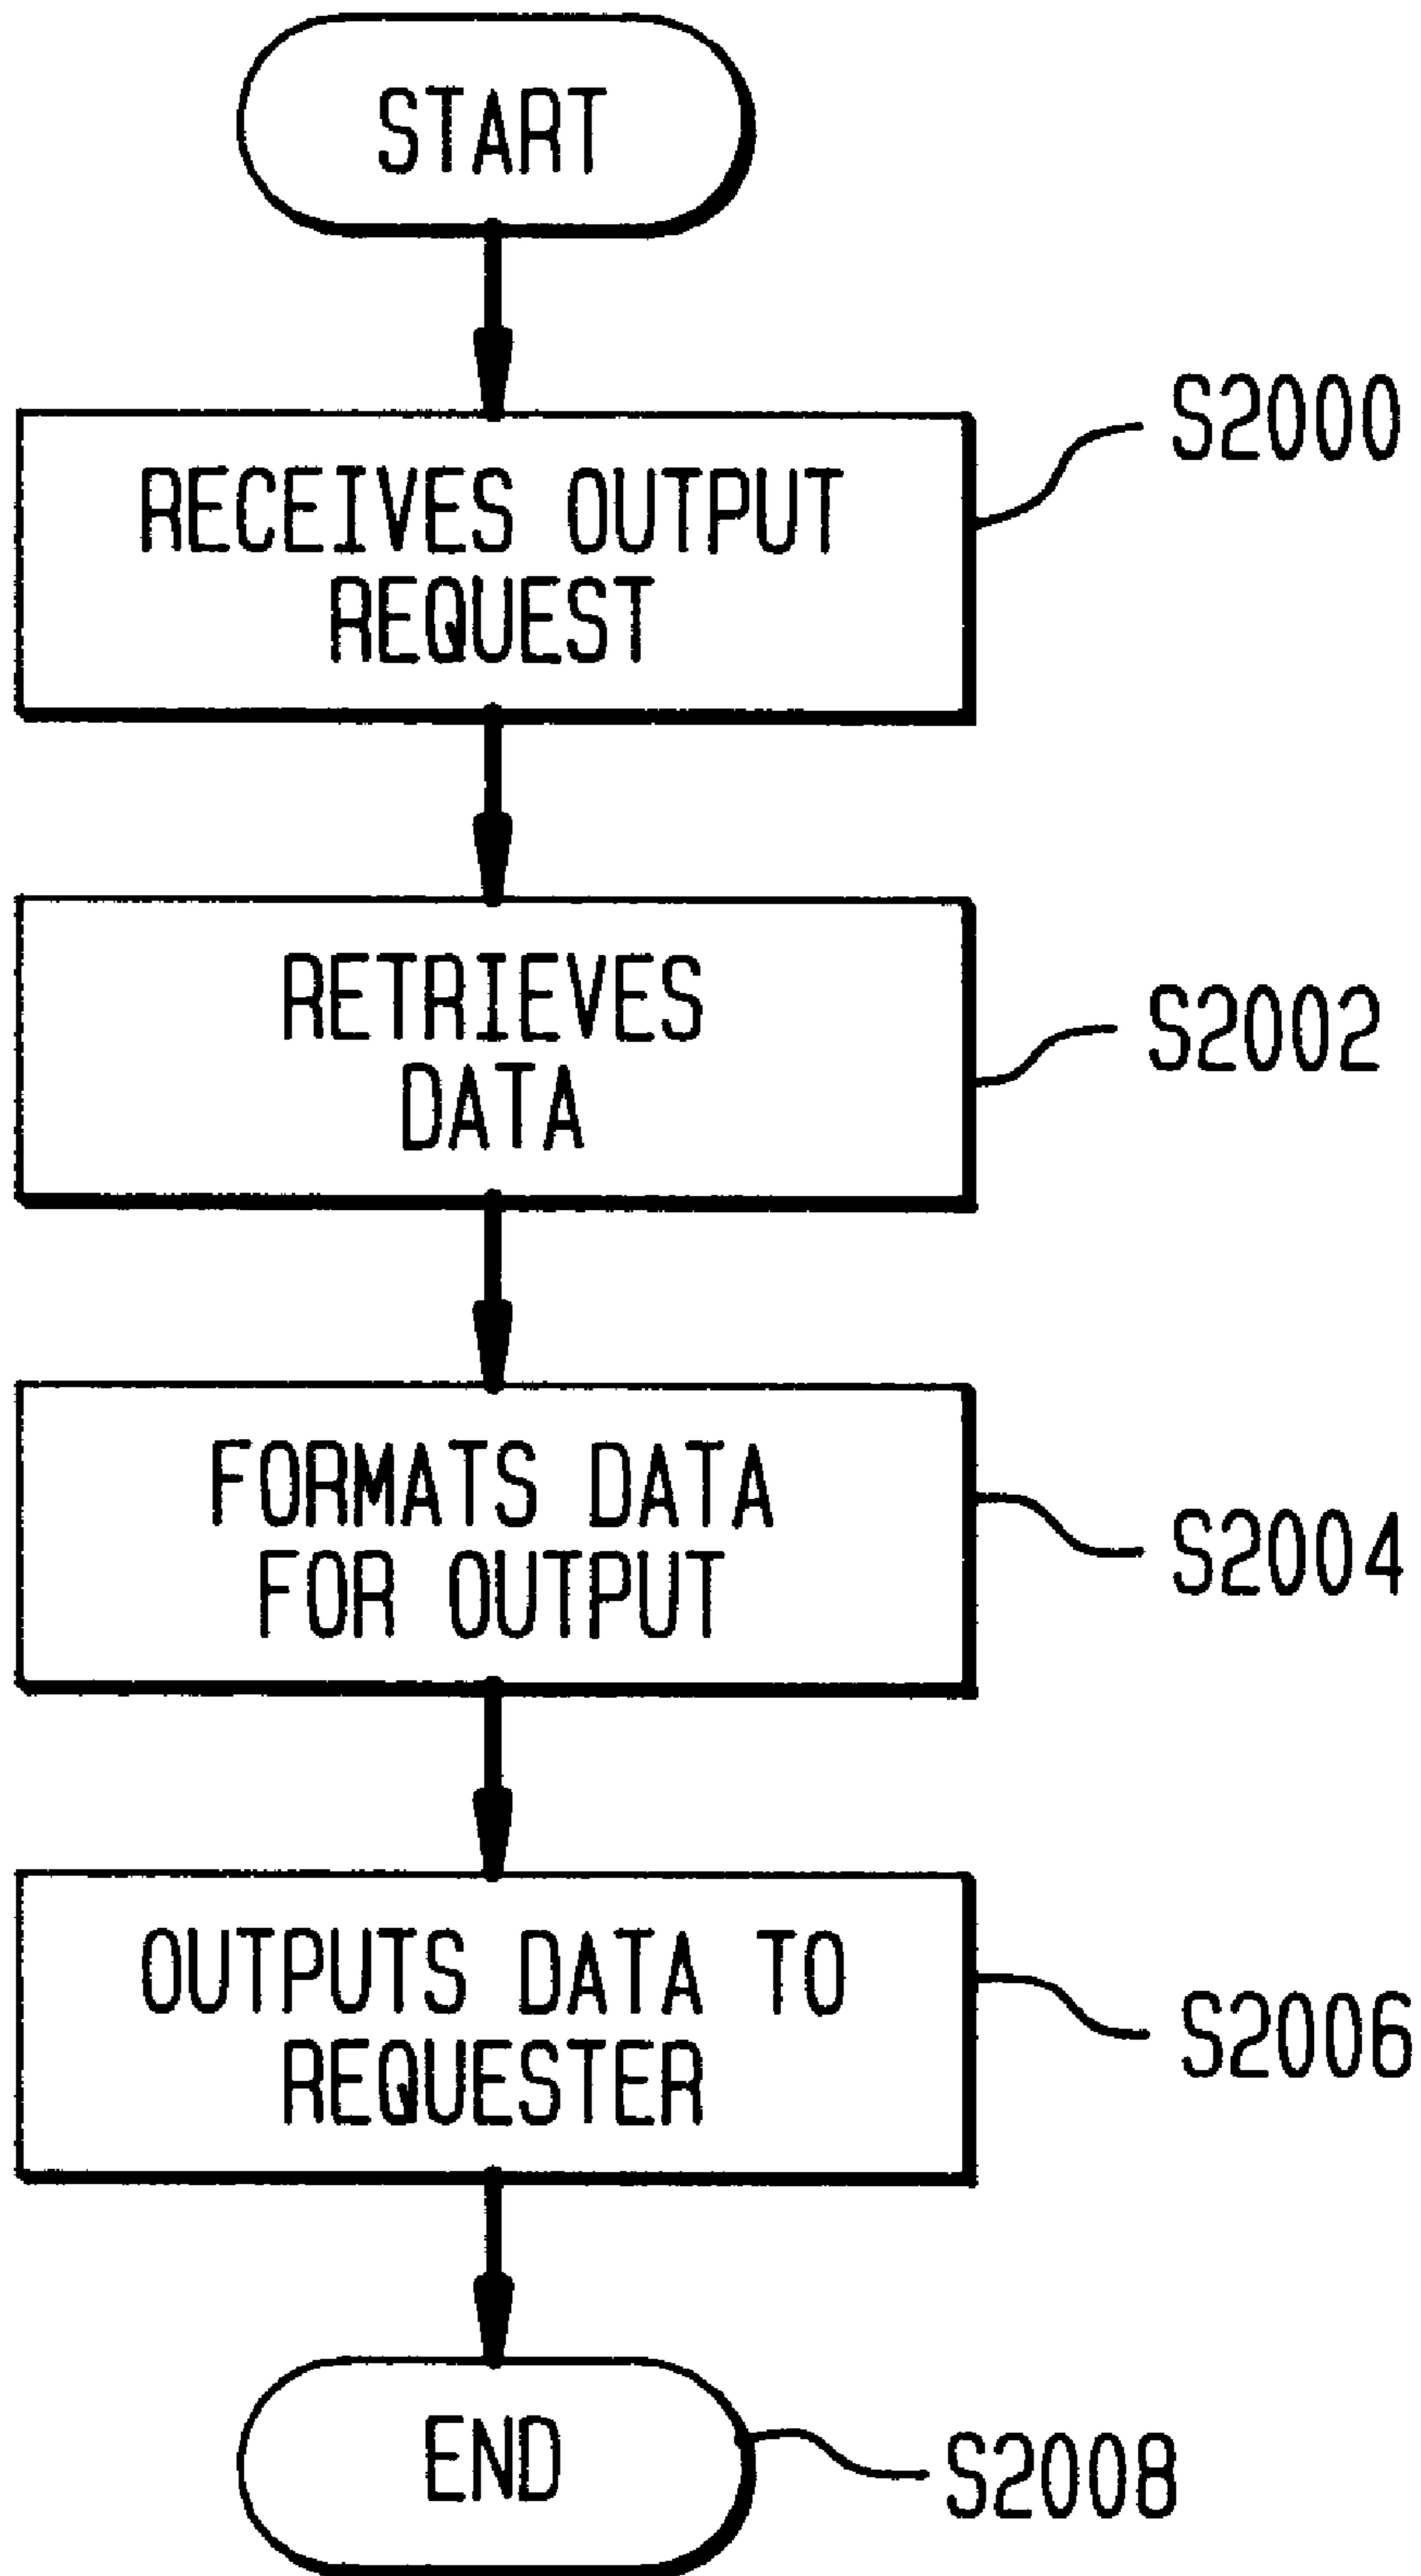 START
S2000
RECEIVES OUTPUT
REQUEST
RETRIEVES
S2002
DATA
FORMATS DATA
S2004
FOR OUTPUT
OUTPUTS DATA TO
S2006
REQUESTER
END
S2008